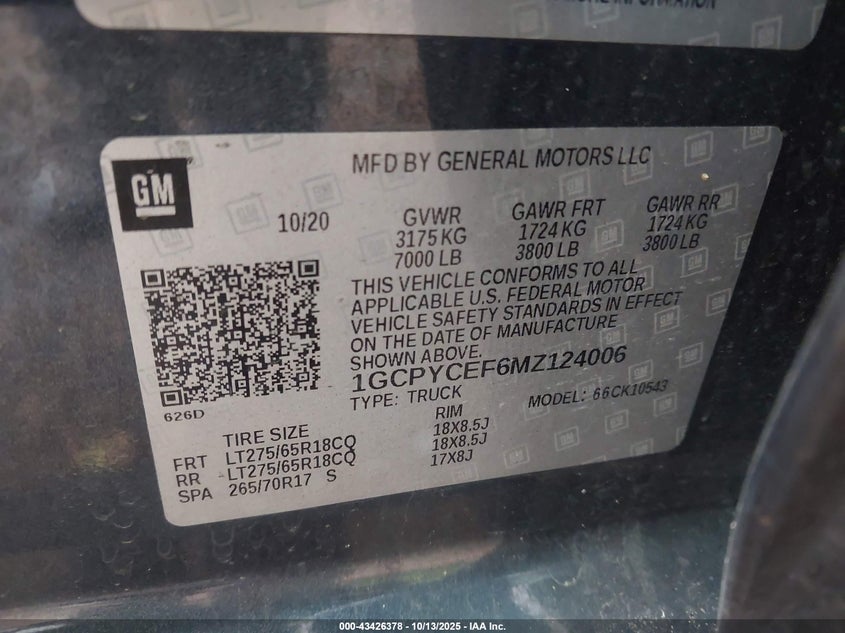 INFORMATION
GM
MFD BY GENERAL MOTORS LLC
10/20
GVWR
3175 KG
7000 LB
GAWR FRT
1724 KG
3800 LB
GAWR RR
1724 KG
3800 LB
THIS VEHICLE CONFORMS TO ALL
APPLICABLE U.S. FEDERAL MOTOR
VEHICLE SAFETY STANDARDS IN EFFECT
ON THE DATE OF MANUFACTURE
SHOWN ABOVE.
1GCPYCEF6MZ124006
TYPE: TRUCK
MODEL: 66CK10543
626D
TIRE SIZE RIM
FRT LT275/65R18CQ 18X8.5J
RR LT275/65R18CQ 18X8.5J
SPA 265/70R17 S 17X8J
000-43426378 - 10/13/2025 - IAA Inc.